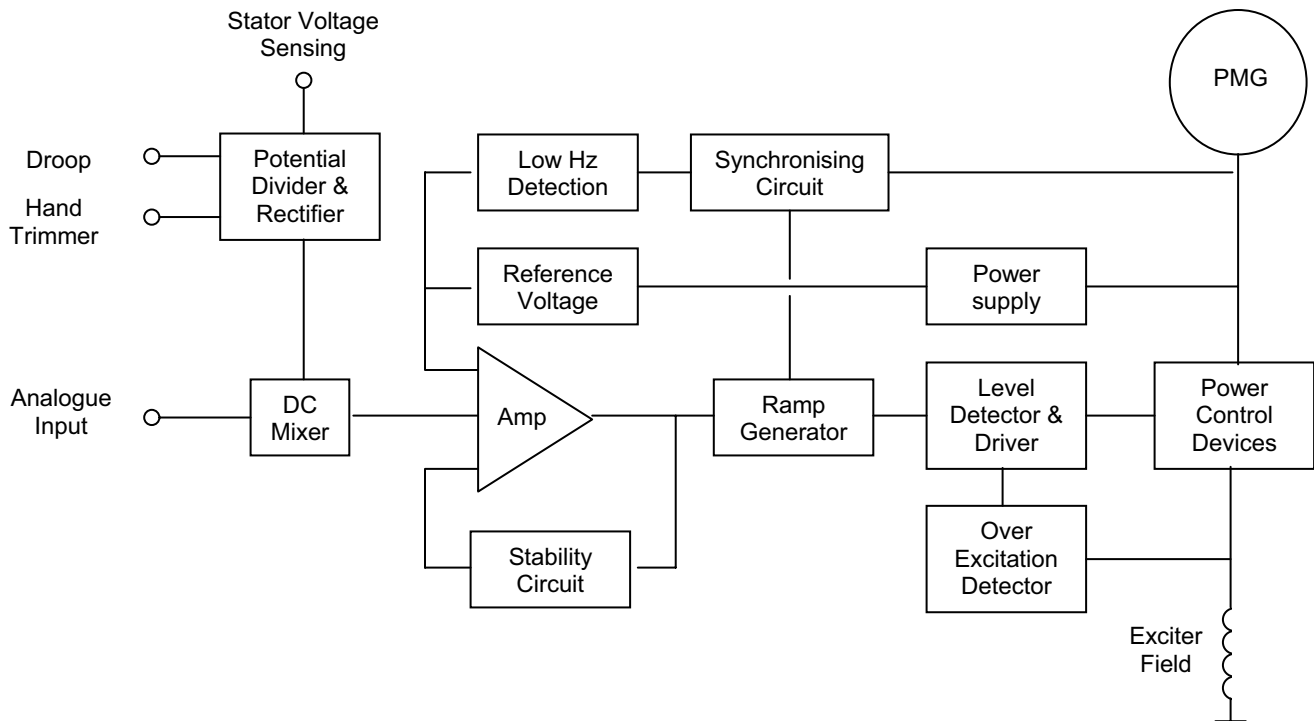 Stator Voltage
Sensing
PMG
Droop
Hand
Trimmer
Potential
Divider &
Rectifier
Low Hz
Detection
Synchronising
Circuit
Reference
Voltage
Power
supply
Analogue
Input
DC
Mixer
Amp
Ramp
Generator
Level
Detector &
Driver
Power
Control
Devices
Stability
Circuit
Over
Excitation
Detector
Exciter
Field